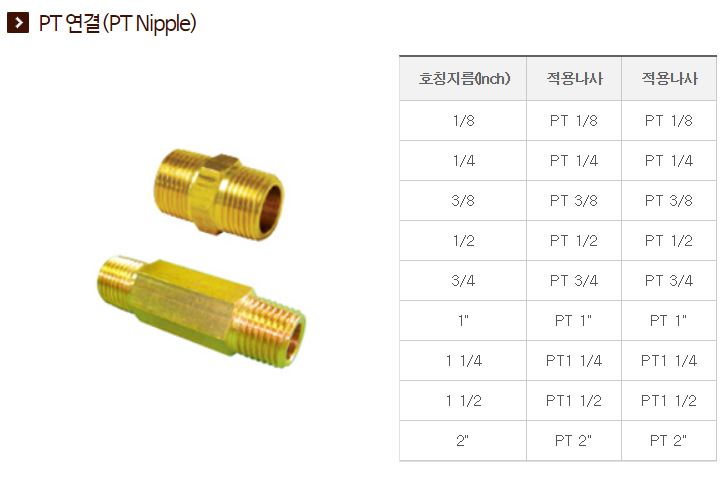 PT 연결(PT Nipple)
호칭지름(Inch) 적용나사 적용나사
1/8 PT 1/8 PT 1/8
1/4 PT 1/4 PT 1/4
3/8 PT 3/8 PT 3/8
1/2 PT 1/2 PT 1/2
3/4 PT 3/4 PT 3/4
1" PT 1" PT 1"
1 1/4 PT1 1/4 PT1 1/4
1 1/2 PT1 1/2 PT1 1/2
2" PT 2" PT 2"